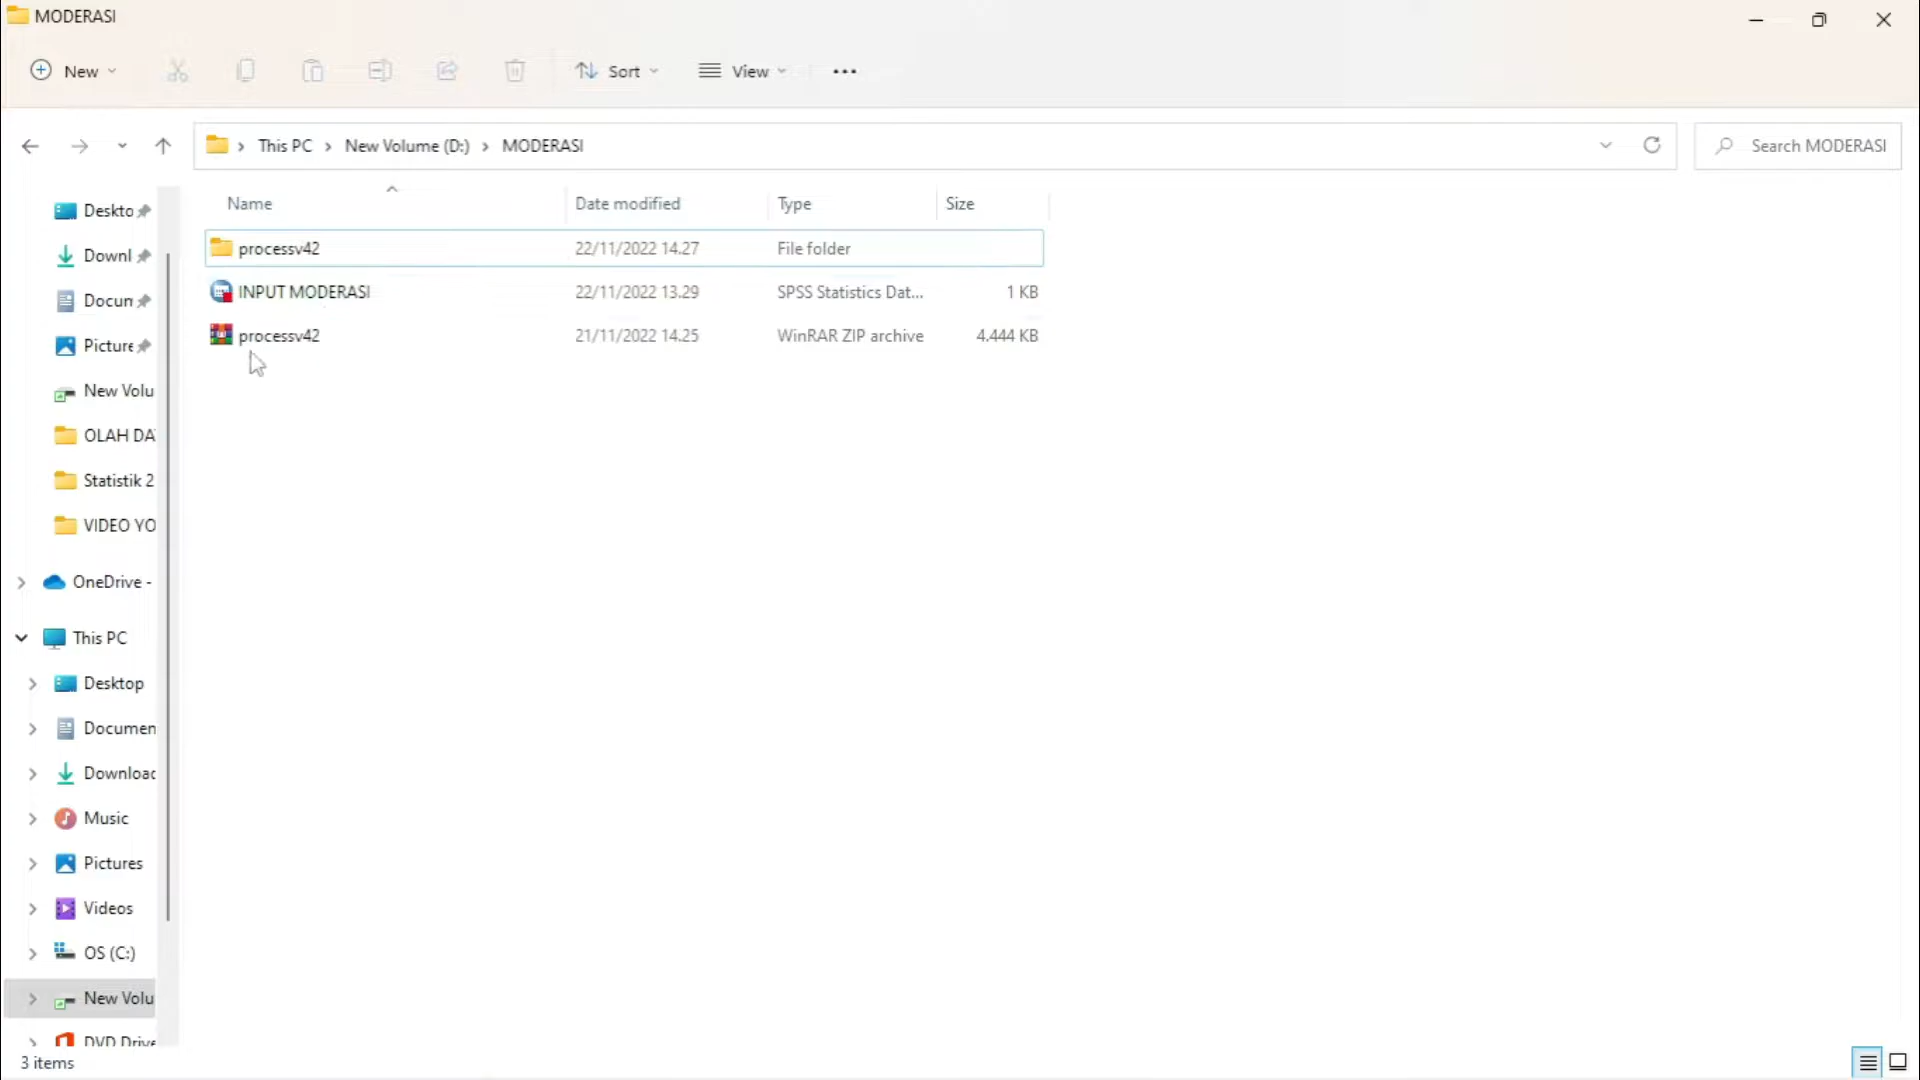 MODERASI
New
Sort
View
This PC
New Volume (D:)
MODERASI
Search MODERASI
Name
Date modified
Type
Size
processv42
22/11/2022 14.27
File folder
INPUT MODERASI
22/11/2022 13.29
SPSS Statistics Dat...
1 KB
processv42
21/11/2022 14.25
WinRAR ZIP archive
4.444 KB
Deskto
Downl
Docun
Picture
New Volu
OLAH DA
Statistik 2
VIDEO YO
OneDrive -
This PC
Desktop
Documen
Downloac
Music
Pictures
Videos
OS (C:)
New Volu
DVD Drive
3 items